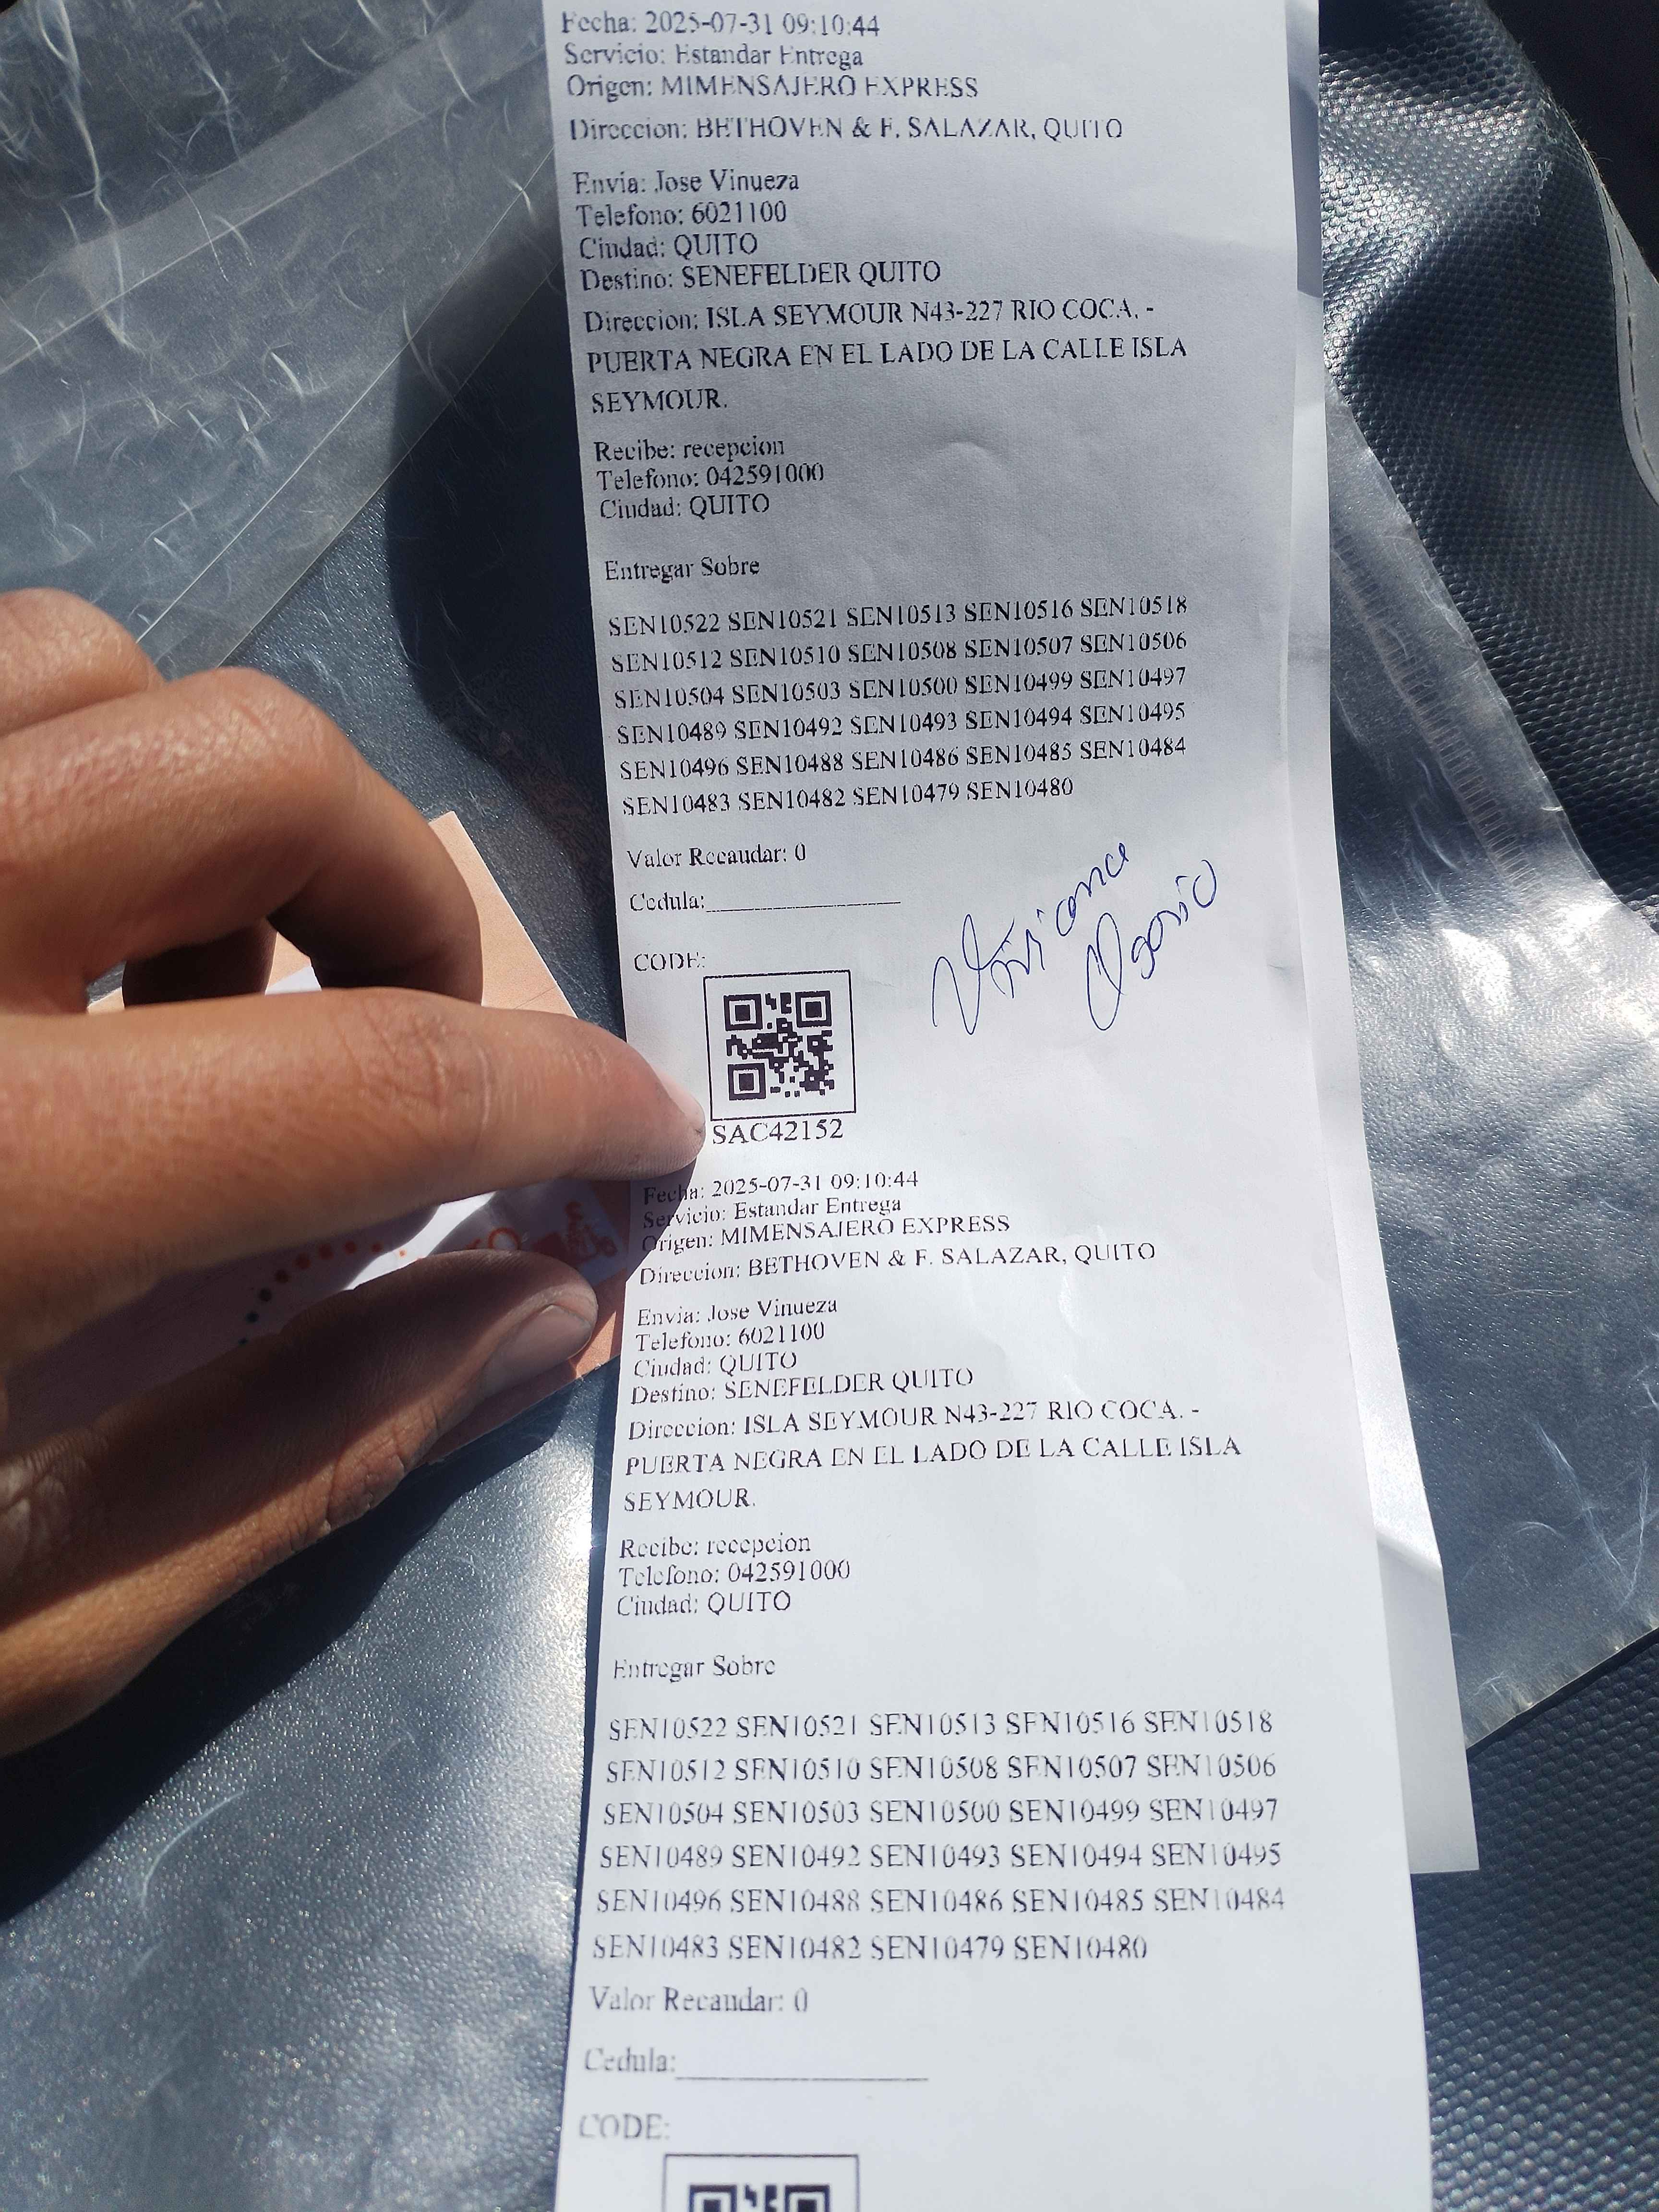 Fecha: 2025-07-31 09:10:44
Servicio: Estandar Entrega
Origen: MIMENSAJERO EXPRESS
Direccion: BETHOVEN & F. SALAZAR, QUITO
Envia: Jose Vinueza
Telefono: 6021100
Ciudad: QUITO
Destino: SENEFELDER QUITO
Direccion: ISLA SEYMOUR N43-227 RIO COCA. -
PUERTA NEGRA EN EL LADO DE LA CALLE ISLA
SEYMOUR.
Recibe: recepcion
Telefono: 042591000
Ciudad: QUITO
Entregar Sobre
SEN10522 SEN10521 SEN10513 SEN10516 SEN10518
SEN10512 SEN10510 SEN10508 SEN10507 SEN10506
SEN10504 SEN10503 SEN10500 SEN10499 SEN10497
SEN10489 SEN10492 SEN10493 SEN10494 SEN10495
SEN10496 SEN10488 SEN10486 SEN10485 SEN10484
SEN10483 SEN10482 SEN10479 SEN10480
Valor Recaudar: 0
Cedula:
Viviana
Osorio
CODE:
SAC42152
Fecha: 2025-07-31 09:10:44
Servicio: Estandar Entrega
Origen: MIMENSAJERO EXPRESS
Direccion: BETHOVEN & F. SALAZAR, QUITO
Envia: Jose Vinueza
Telefono: 6021100
Ciudad: QUITO
Destino: SENEFELDER QUITO
Direccion: ISLA SEYMOUR N43-227 RIO COCA. -
PUERTA NEGRA EN EL LADO DE LA CALLE ISLA
SEYMOUR.
Recibe: recepcion
Telefono: 042591000
Ciudad: QUITO
Entregar Sobre
SEN10522 SEN10521 SEN10513 SEN10516 SEN10518
SEN10512 SEN10510 SEN10508 SEN10507 SEN10506
SEN10504 SEN10503 SEN10500 SEN10499 SEN10497
SEN10489 SEN10492 SEN10493 SEN10494 SEN10495
SEN10496 SEN10488 SEN10486 SEN10485 SEN10484
SEN10483 SEN10482 SEN10479 SEN10480
Valor Recaudar: 0
Cedula:
CODE: